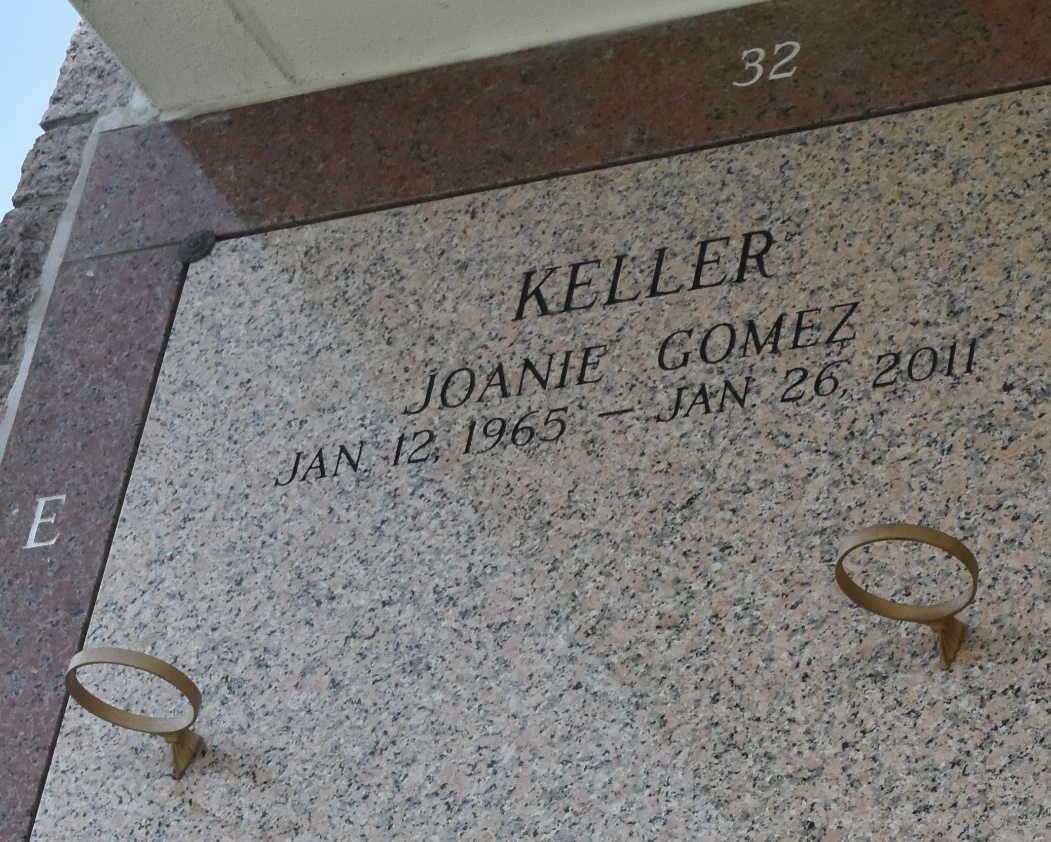 32
KELLER
JOANIE GOMEZ
JAN 12, 1965 – JAN 26, 2011
E